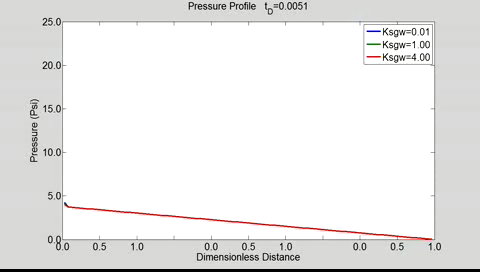 Pressure Profile tD=0.0051
25.0
Ksgw=0.01
Ksgw=1.00
Ksgw=4.00
20.0
15.0
Pressure (Psi)
10.0
5.0
0.0
0.0 0.5 1.0 0.0 0.5 1.0 0.0 0.5 1.0
Dimensionless Distance